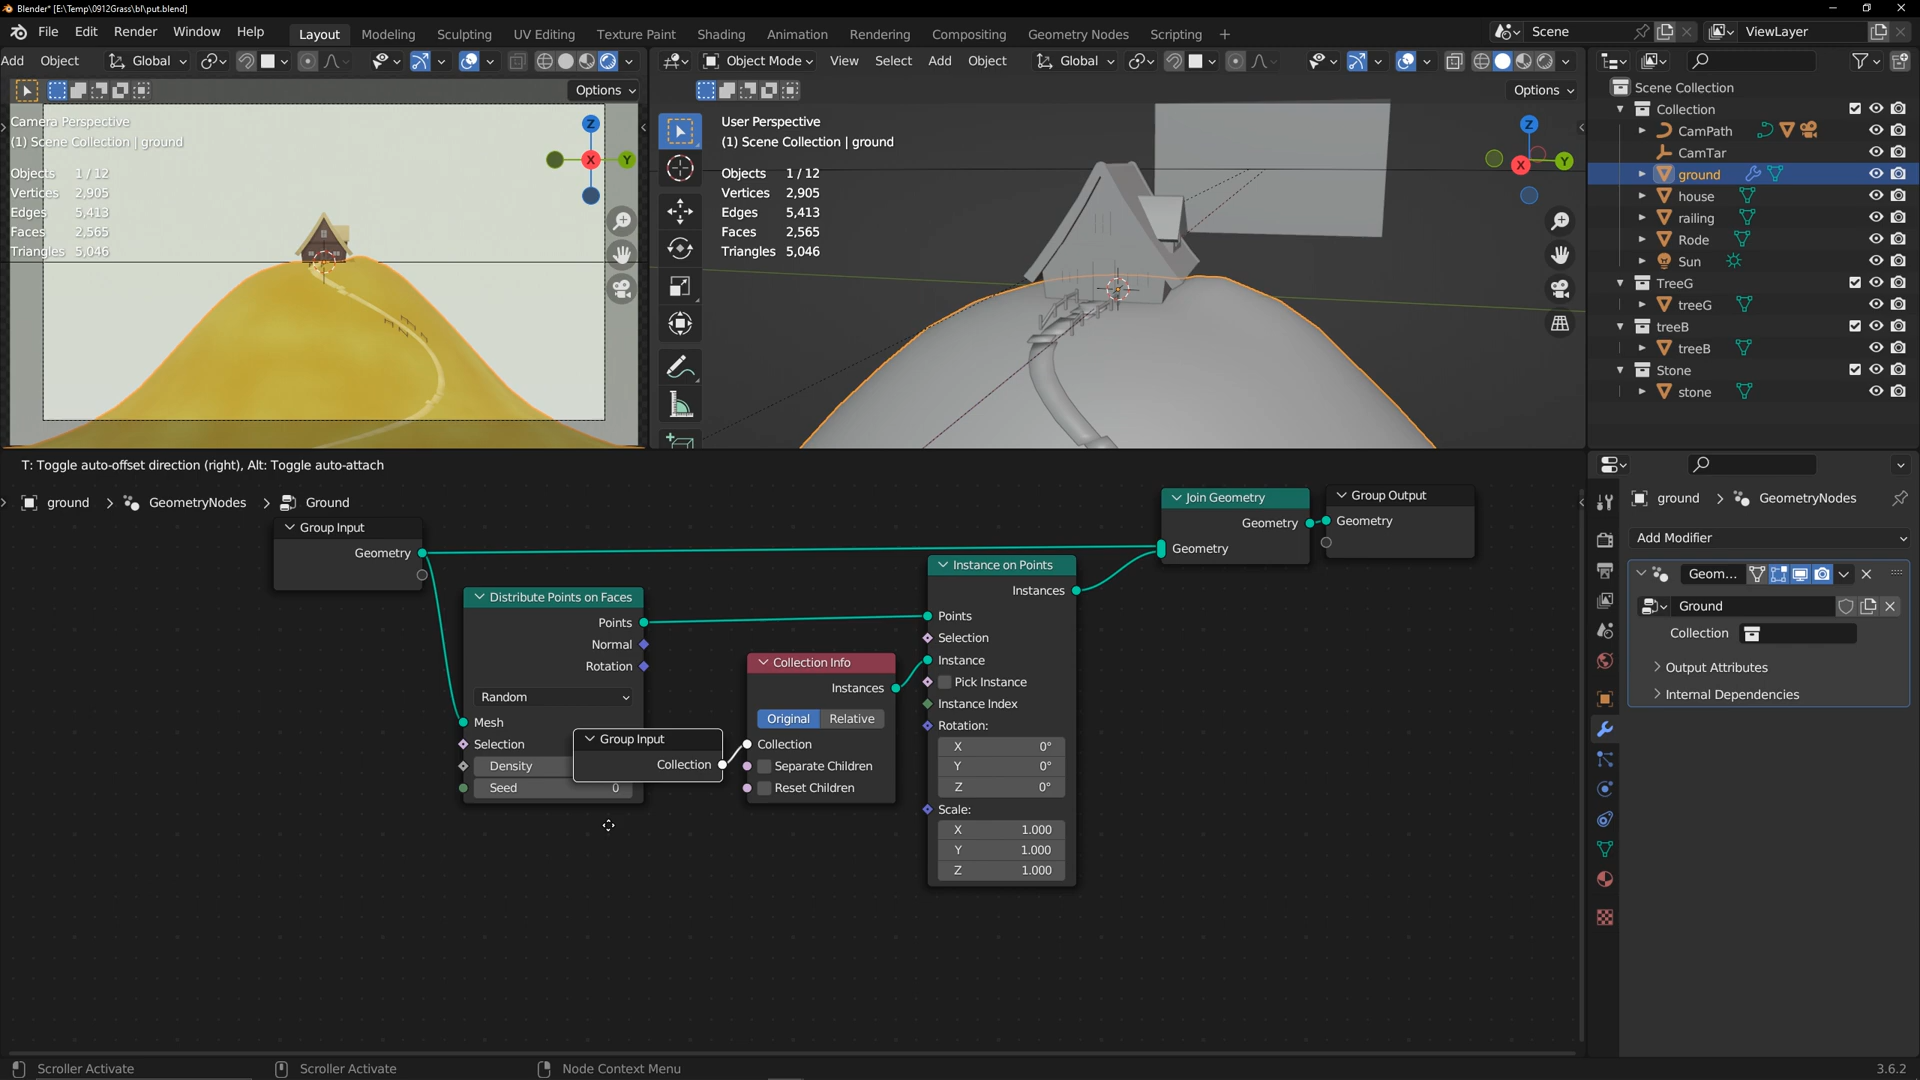 Blender* [E:\Temp\0912Grass\bl\put.blend]
File Edit Render Window Help Layout Modeling Sculpting UV Editing Texture Paint Shading Animation Rendering Compositing Geometry Nodes Scripting + Scene ViewLayer
Add Object Global
Object Mode View Select Add Object Global
Options
Options
Camera Perspective
(1) Scene Collection | ground
Objects 1 / 12
Vertices 2,905
Edges 5,413
Faces 2,565
Triangles 5,046
Z
X
Y
User Perspective
(1) Scene Collection | ground
Objects 1 / 12
Vertices 2,905
Edges 5,413
Faces 2,565
Triangles 5,046
Z
X
Y
Scene Collection
Collection
CamPath
CamTar
ground
house
railing
Rode
Sun
TreeG
treeG
treeB
treeB
Stone
stone
T: Toggle auto-offset direction (right), Alt: Toggle auto-attach
ground > GeometryNodes > Ground
Group Input
Geometry
Distribute Points on Faces
Points
Normal
Rotation
Random
Mesh
Selection
Density
Seed 0
Group Input
Collection
Collection Info
Instances
Original Relative
Collection
Separate Children
Reset Children
Instance on Points
Instances
Points
Selection
Instance
Pick Instance
Instance Index
Rotation:
X 0°
Y 0°
Z 0°
Scale:
X 1.000
Y 1.000
Z 1.000
Join Geometry
Geometry
Geometry
Group Output
Geometry
ground > GeometryNodes
Add Modifier
Geom...
Ground
Collection
Output Attributes
Internal Dependencies
Scroller Activate Scroller Activate Node Context Menu 3.6.2